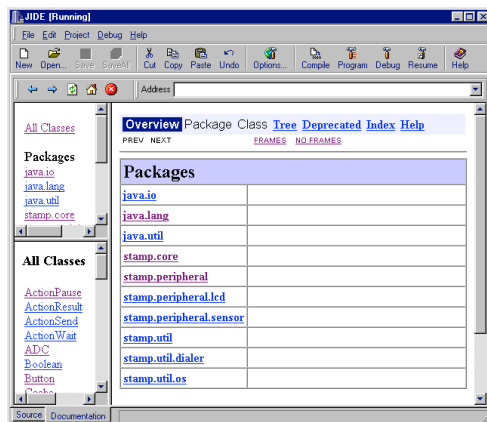 JIDE [Running]
File Edit Project Debug Help
New Open... Save SaveAll Cut Copy Paste Undo Options... Compile Program Debug Resume Help
Address
All Classes
Packages
java.io
java.lang
java.util
stamp.core
All Classes
ActionPause
ActionResult
ActionSend
ActionWait
ADC
Boolean
Button
Overview Package Class Tree Deprecated Index Help
PREV NEXT FRAMES NO FRAMES
Packages
java.io
java.lang
java.util
stamp.core
stamp.peripheral
stamp.peripheral.lcd
stamp.peripheral.sensor
stamp.util
stamp.util.dialer
stamp.util.os
Source Documentation